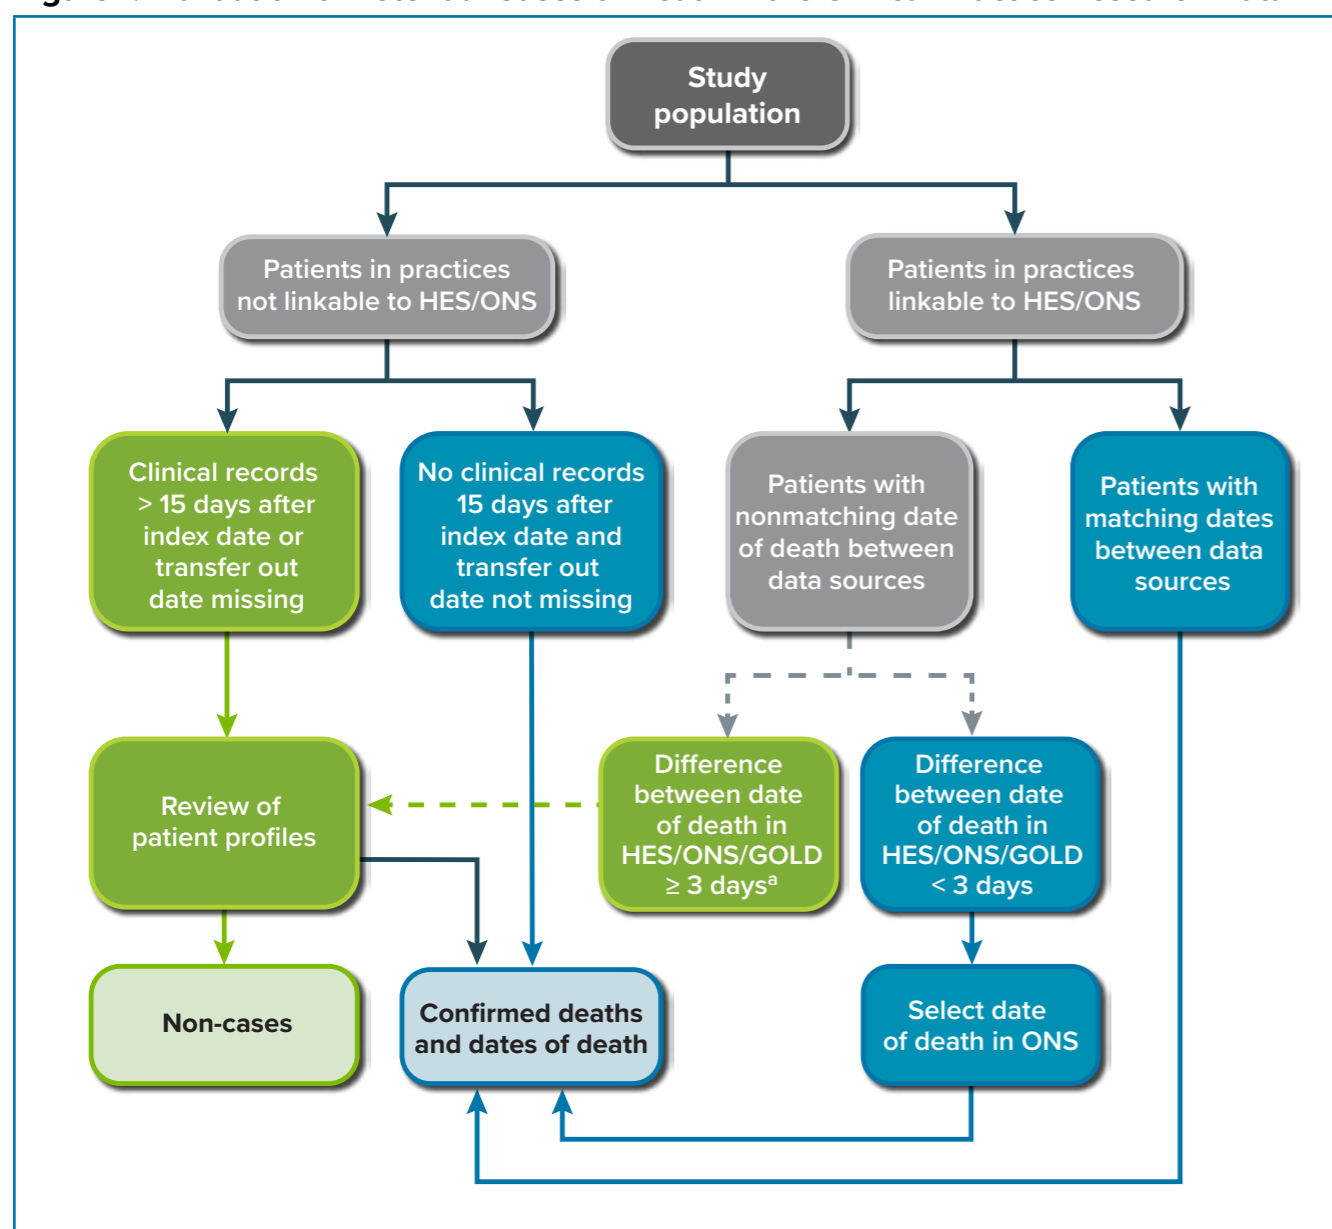 Study
population
Patients in practices
not linkable to HES/ONS
Patients in practices
linkable to HES/ONS
Clinical records
> 15 days after
index date or
transfer out
date missing
No clinical records
15 days after
index date and
transfer out
date not missing
Patients with
nonmatching date
of death between
data sources
Patients with
matching dates
between data
sources
Review of
patient profiles
Difference
between date
of death in
HES/ONS/GOLD
≥ 3 daysᵃ
Difference
between date
of death in
HES/ONS/GOLD
< 3 days
Non-cases
Confirmed deaths
and dates of death
Select date
of death in ONS